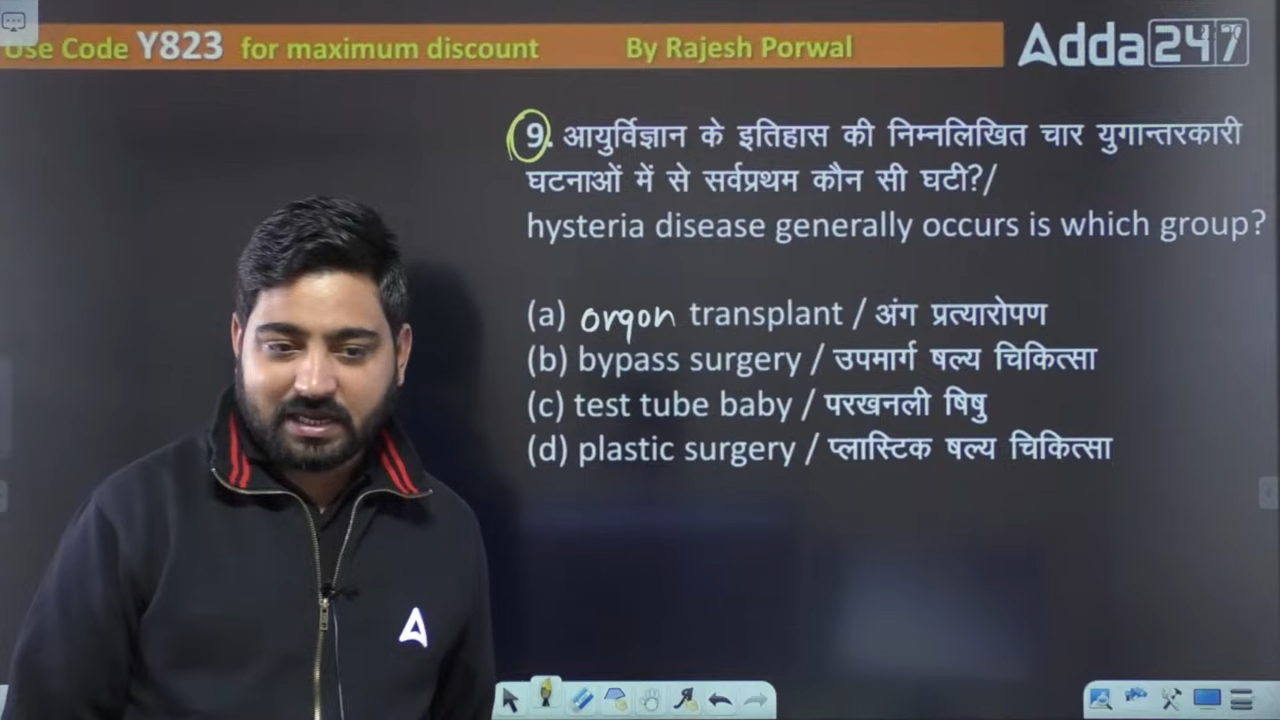 Use Code Y823 for maximum discount By Rajesh Porwal
Adda247
9. आयुर्विज्ञान के इतिहास की निम्नलिखित चार युगान्तरकारी
घटनाओं में से सर्वप्रथम कौन सी घटी?/
hysteria disease generally occurs is which group?
(a) orgon transplant / अंग प्रत्यारोपण
(b) bypass surgery / उपमार्ग षल्य चिकित्सा
(c) test tube baby / परखनली षिषु
(d) plastic surgery / प्लास्टिक षल्य चिकित्सा